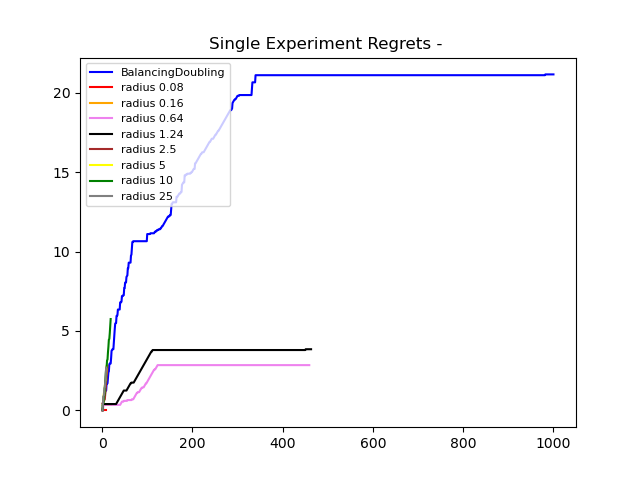 Single Experiment Regrets -
BalancingDoubling
radius 0.08
radius 0.16
radius 0.64
radius 1.24
radius 2.5
radius 5
radius 10
radius 25
20
15
10
5
0
0 200 400 600 800 1000